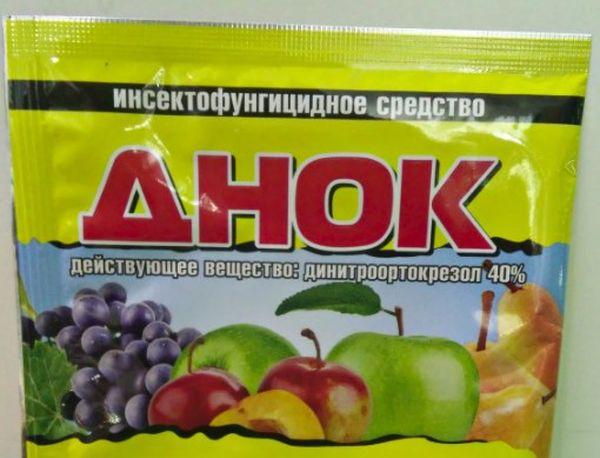 ИНСЕКТОФУНГИЦИДНОЕ СРЕДСТВО
ДНОК
действующее вещество: динитроортокрезол 40%